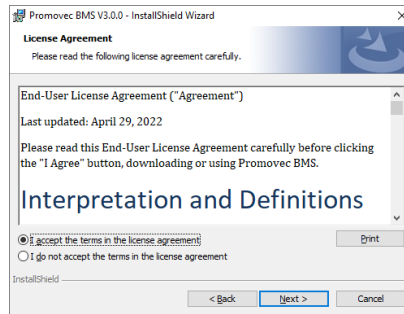 Promovec BMS V3.0.0 - InstallShield Wizard
License Agreement
Please read the following license agreement carefully.
End-User License Agreement ("Agreement")
Last updated: April 29, 2022
Please read this End-User License Agreement carefully before clicking
the "I Agree" button, downloading or using Promovec BMS.
Interpretation and Definitions
I accept the terms in the license agreement
Print
I do not accept the terms in the license agreement
InstallShield
< Back
Next >
Cancel